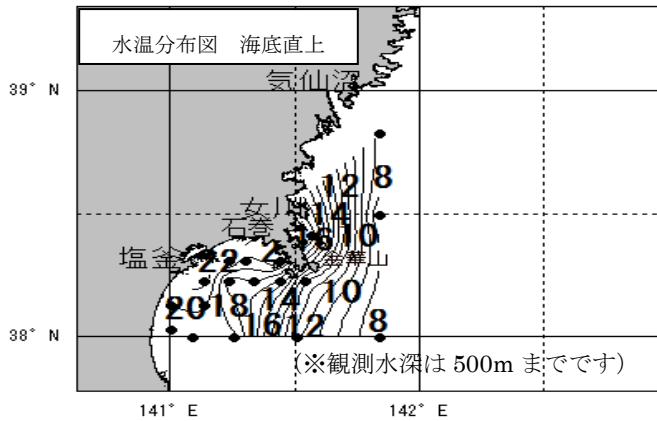 水温分布図 海底直上
気仙沼
39° N
12 8
女川 14
石巻 16 10
塩釜 22 2 金華山
20 18 14 10
16 12 8
38° N
(※観測水深は 500m までです)
141° E 142° E